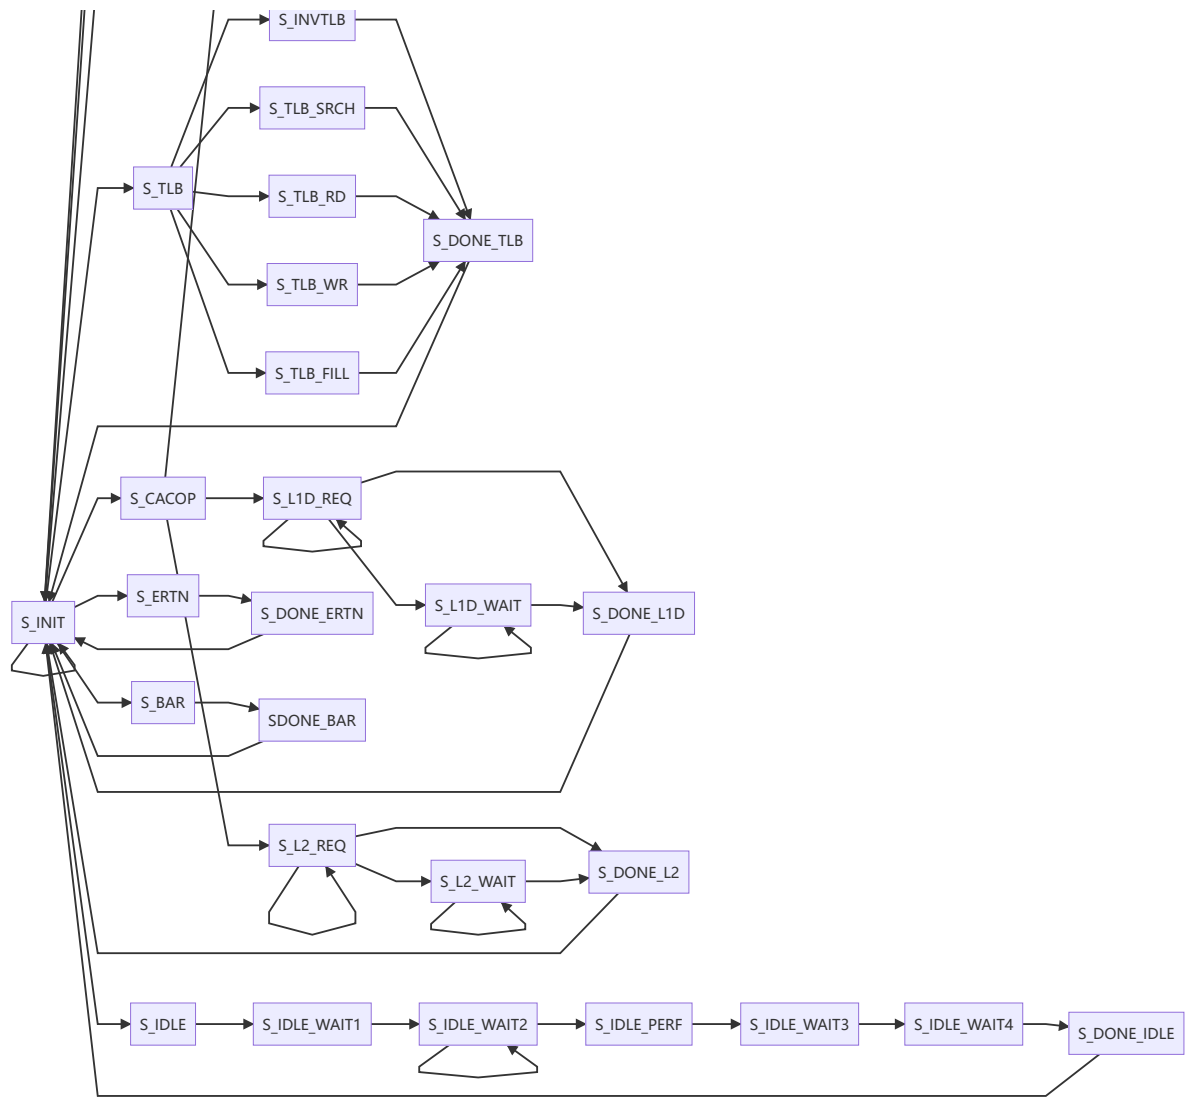 S_INVTLB
S_TLB_SRCH
S_TLB
S_TLB_RD
S_DONE_TLB
S_TLB_WR
S_TLB_FILL
S_CACOP
S_L1D_REQ
S_ERTN
S_DONE_ERTN
S_L1D_WAIT
S_DONE_L1D
S_INIT
S_BAR
SDONE_BAR
S_L2_REQ
S_L2_WAIT
S_DONE_L2
S_IDLE
S_IDLE_WAIT1
S_IDLE_WAIT2
S_IDLE_PERF
S_IDLE_WAIT3
S_IDLE_WAIT4
S_DONE_IDLE